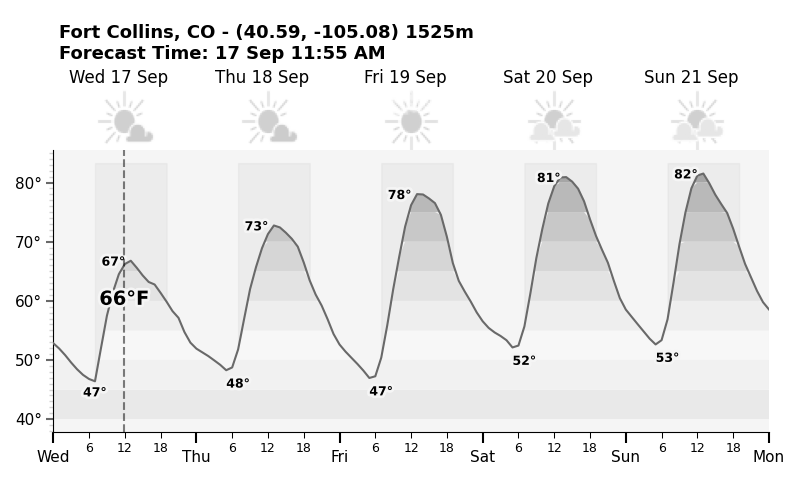 Fort Collins, CO - (40.59, -105.08) 1525m
Forecast Time: 17 Sep 11:55 AM
Wed 17 Sep Thu 18 Sep Fri 19 Sep Sat 20 Sep Sun 21 Sep
80° 78° 81° 82°
70° 73°
67°
60° 66°F
50° 52° 53°
47° 48° 47°
40°
6 12 18 6 12 18 6 12 18 6 12 18 6 12 18
Wed Thu Fri Sat Sun Mon